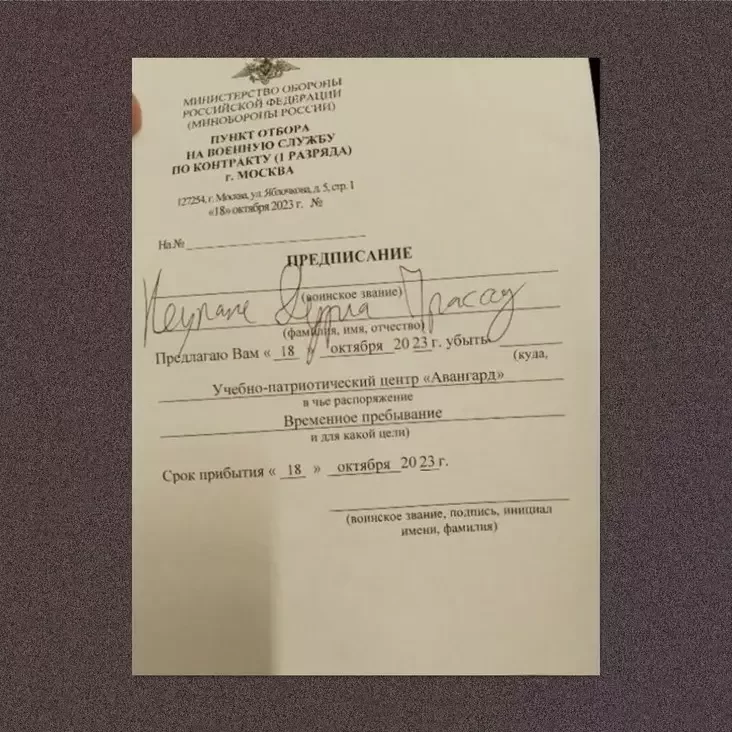 МИНИСТЕРСТВО ОБОРОНЫ
РОССИЙСКОЙ ФЕДЕРАЦИИ
(МИНОБОРОНЫ РОССИИ)
ПУНКТ ОТБОРА
НА ВОЕННУЮ СЛУЖБУ
ПО КОНТРАКТУ (1 РАЗРЯДА)
г. МОСКВА
127254, г. Москва, ул. Яблочкова, д. 5, стр. 1
«18» октября 2023 г. №
На №
ПРЕДПИСАНИЕ
(воинское звание)
Прасад
(фамилия, имя, отчество)
Предлагаю Вам « 18 » октября 20 23 г. убыть
(куда,
Учебно-патриотический центр «Авангард»
в чье распоряжение
Временное пребывание
и для какой цели)
Срок прибытия « 18 » октября 20 23 г.
(воинское звание, подпись, инициал
имени, фамилия)